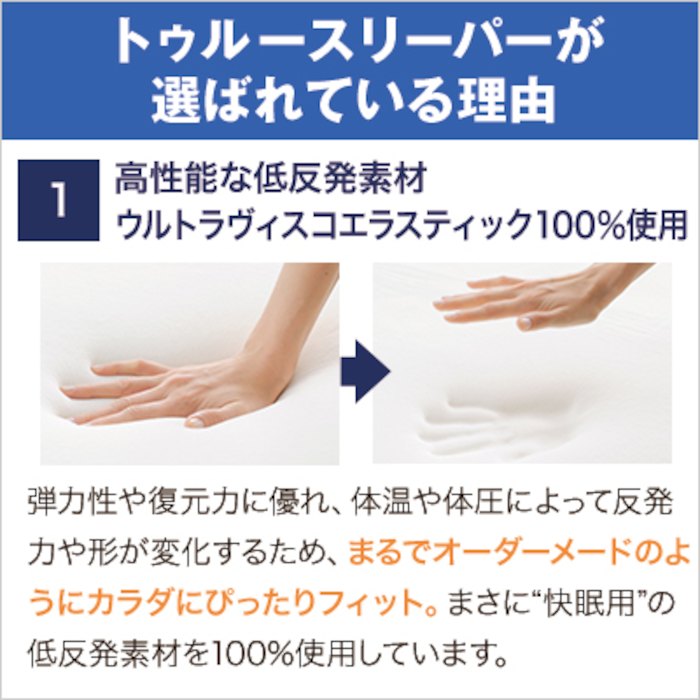 トゥルースリーパーが
選ばれている理由
1
高性能な低反発素材
ウルトラヴィスコエラスティック100%使用
弾力性や復元力に優れ、体温や体圧によって反発
力や形が変化するため、まるでオーダーメードのよ
うにカラダにぴったりフィット。まさに“快眠用”の
低反発素材を100%使用しています。